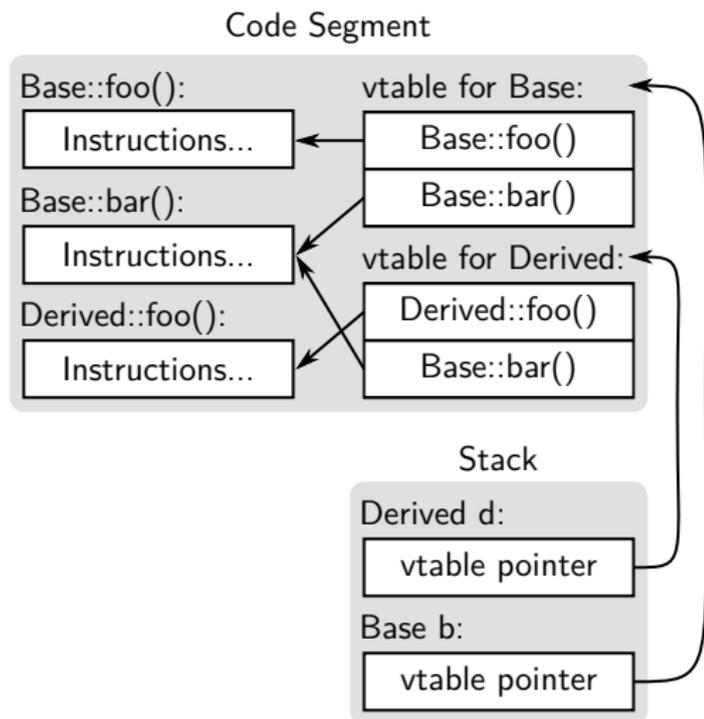 Code Segment
Base::foo():
Instructions...
Base::bar():
Instructions...
Derived::foo():
Instructions...
vtable for Base:
Base::foo()
Base::bar()
vtable for Derived:
Derived::foo()
Base::bar()
Stack
Derived d:
vtable pointer
Base b:
vtable pointer